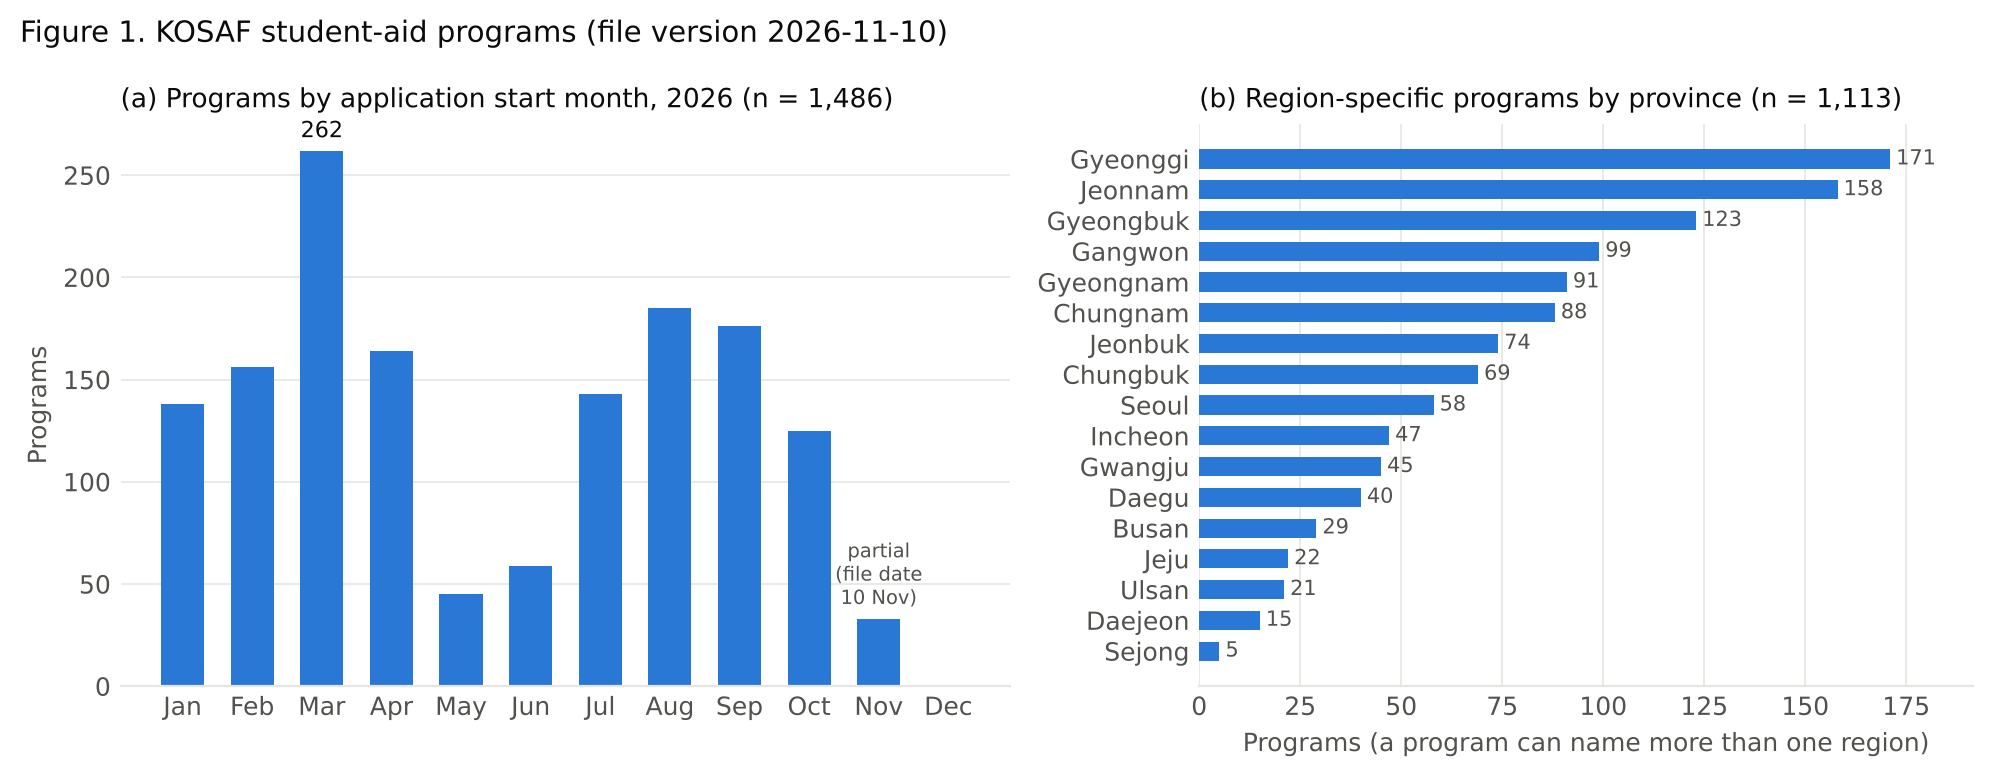 Figure 1. KOSAF student-aid programs (file version 2026-11-10)
(a) Programs by application start month, 2026 (n = 1,486)
262
250
200
150
100
50
0
Programs
partial
(file date
10 Nov)
Jan Feb Mar Apr May Jun Jul Aug Sep Oct Nov Dec
(b) Region-specific programs by province (n = 1,113)
Gyeonggi 171
Jeonnam 158
Gyeongbuk 123
Gangwon 99
Gyeongnam 91
Chungnam 88
Jeonbuk 74
Chungbuk 69
Seoul 58
Incheon 47
Gwangju 45
Daegu 40
Busan 29
Jeju 22
Ulsan 21
Daejeon 15
Sejong 5
0 25 50 75 100 125 150 175
Programs (a program can name more than one region)